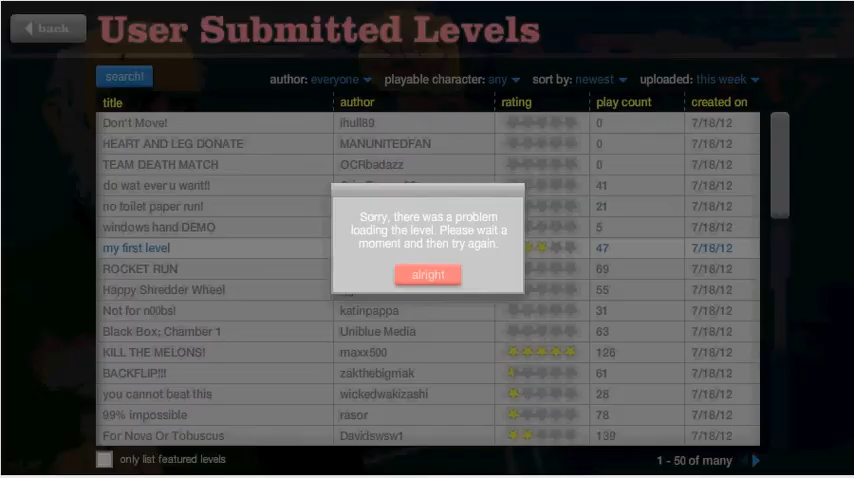 back
User Submitted Levels
search!
author: everyone playable character: any sort by: newest uploaded: this week
title author rating play count created on
Don't Move! jhull89 0 7/18/12
HEART AND LEG DONATE MANUNITEDFAN 0 7/18/12
TEAM DEATH MATCH OCRbadazz 0 7/18/12
do wat ever u want!! 41 7/18/12
no toilet paper run! 21 7/18/12
windows hand DEMO 5 7/18/12
my first level 47 7/18/12
ROCKET RUN 69 7/18/12
Happy Shredder Wheel 55 7/18/12
Not for n00bs! katinpappa 31 7/18/12
Black Box; Chamber 1 Uniblue Media 63 7/18/12
KILL THE MELONS! maxx500 126 7/18/12
BACKFLIP!!! zakthebigmak 61 7/18/12
you cannot beat this wickedwakizashi 28 7/18/12
99% impossible rasor 78 7/18/12
For Nova Or Tobuscus Davidswsw1 139 7/18/12
Sorry, there was a problem
loading the level. Please wait a
moment and then try again.
alright
only list featured levels 1 - 50 of many